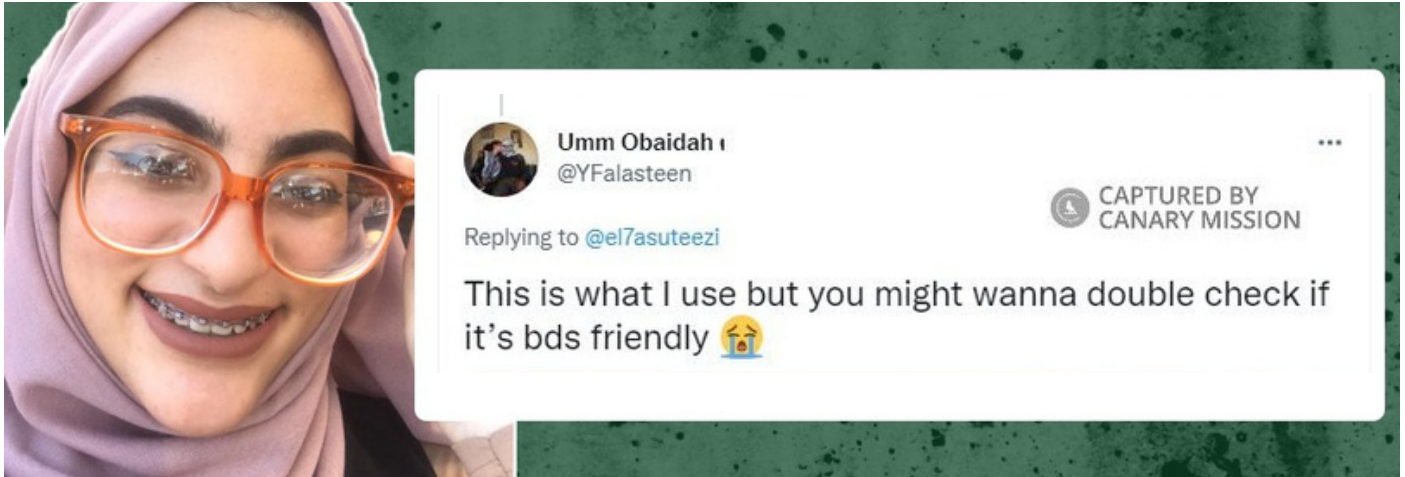 Umm Obaidah
@YFalasteen
CAPTURED BY
CANARY MISSION
Replying to @el7asuteezi
This is what I use but you might wanna double check if
it’s bds friendly 😭